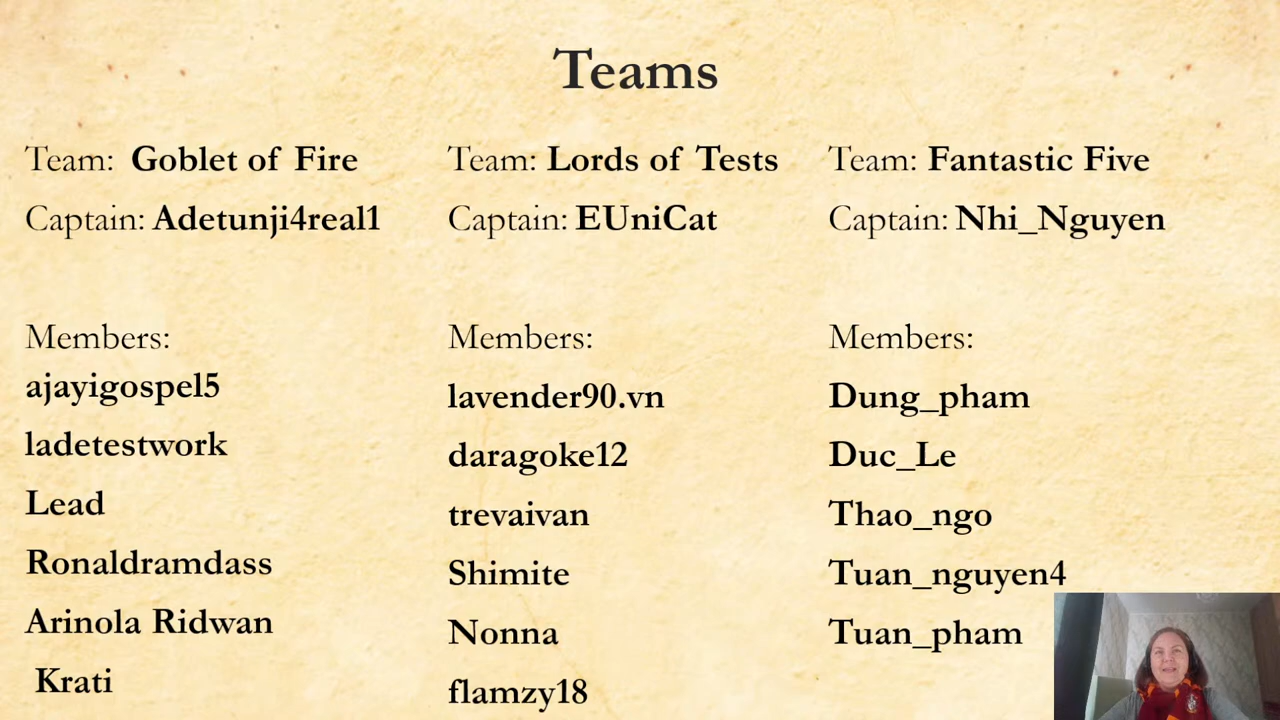 Teams
Team: Goblet of Fire
Captain: Adetunji4real1
Members:
ajayigospel5
ladetestwork
Lead
Ronaldramdass
Arinola Ridwan
Krati
Team: Lords of Tests
Captain: EUniCat
Members:
lavender90.vn
daragoke12
trevaivan
Shimite
Nonna
flamzy18
Team: Fantastic Five
Captain: Nhi_Nguyen
Members:
Dung_pham
Duc_Le
Thao_ngo
Tuan_nguyen4
Tuan_pham